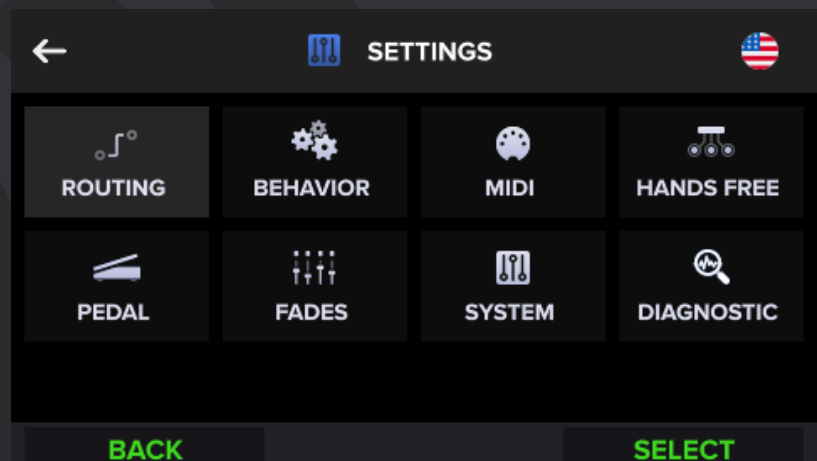 SETTINGS
ROUTING BEHAVIOR MIDI HANDS FREE
PEDAL FADES SYSTEM DIAGNOSTIC
BACK SELECT